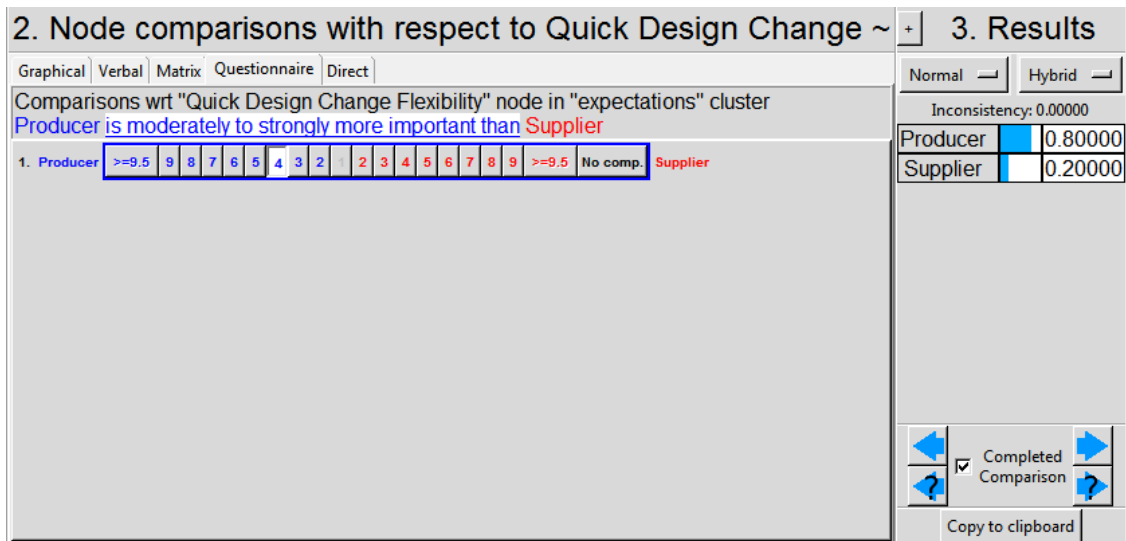 2. Node comparisons with respect to Quick Design Change ~
+ 3. Results
Graphical Verbal Matrix Questionnaire Direct
Normal Hybrid
Comparisons wrt "Quick Design Change Flexibility" node in "expectations" cluster
Producer is moderately to strongly more important than Supplier
Inconsistency: 0.00000
Producer 0.80000
Supplier 0.20000
1. Producer >=9.5 9 8 7 6 5 4 3 2 1 2 3 4 5 6 7 8 9 >=9.5 No comp. Supplier
Completed
Comparison
? ?
Copy to clipboard